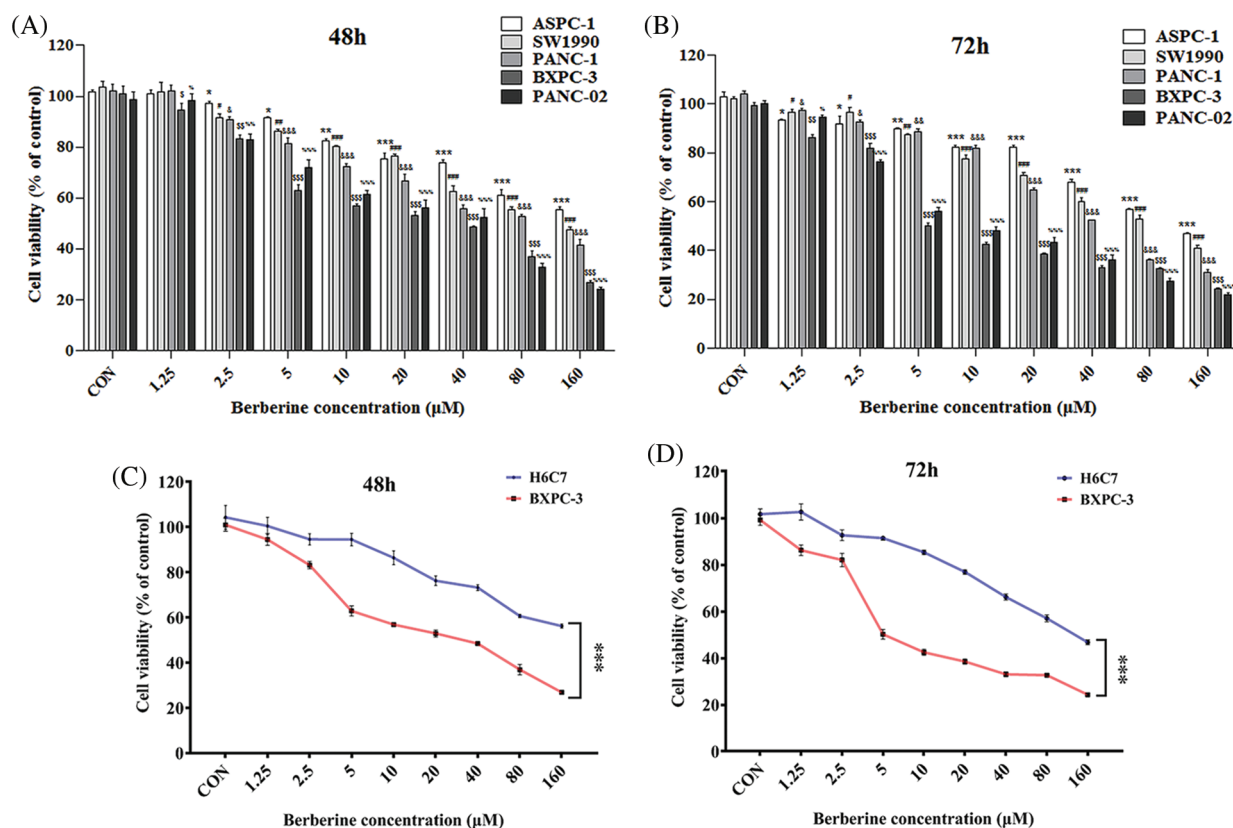 (A)
48h
ASPC-1
SW1990
PANC-1
BXPC-3
PANC-02
Cell viability (% of control)
120
100
80
60
40
20
0
CON
1.25
2.5
5
10
20
40
80
160
Berberine concentration (μM)
(B)
72h
ASPC-1
SW1990
PANC-1
BXPC-3
PANC-02
Cell viability (% of control)
120
100
80
60
40
20
0
CON
1.25
2.5
5
10
20
40
80
160
Berberine concentration (μM)
(C)
48h
H6C7
BXPC-3
Cell viability (% of control)
120
100
80
60
40
20
0
***
CON
1.25
2.5
5
10
20
40
80
160
Berberine concentration (μM)
(D)
72h
H6C7
BXPC-3
Cell viability (% of control)
120
100
80
60
40
20
0
***
CON
1.25
2.5
5
10
20
40
80
160
Berberine concentration (μM)